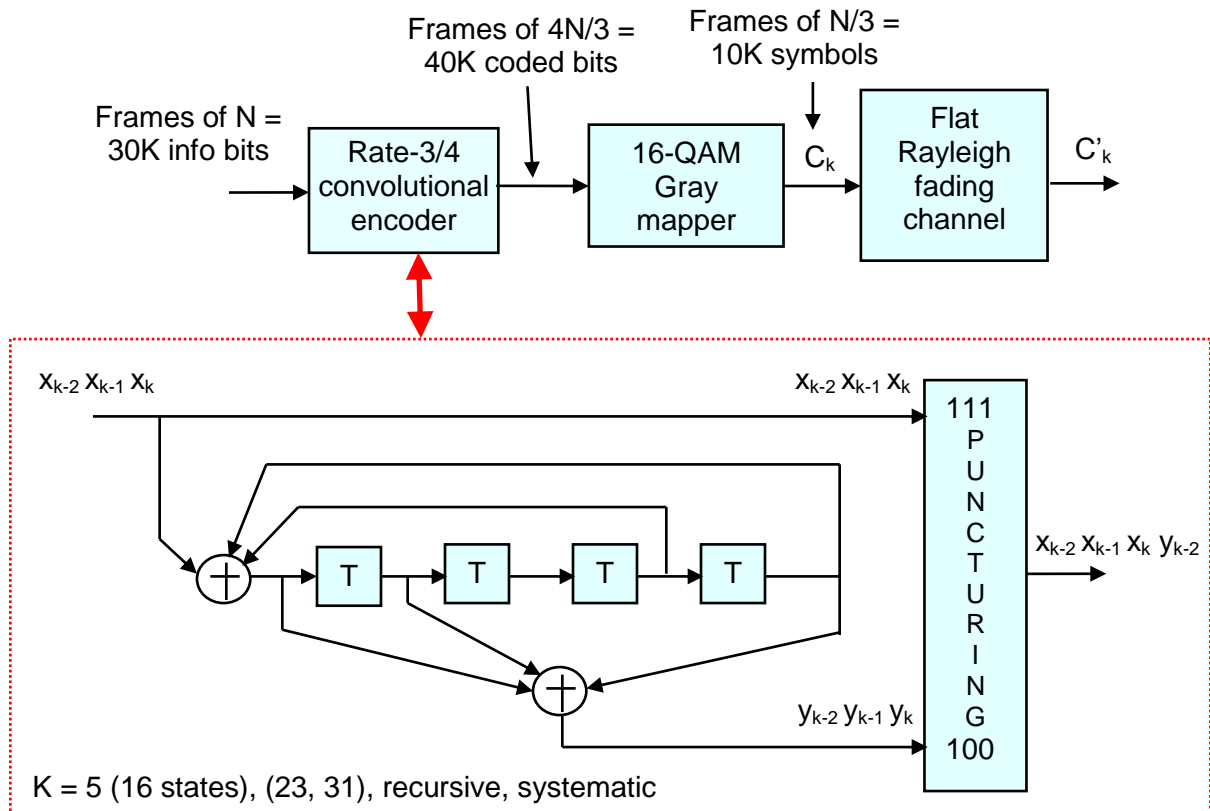 Frames of N =
30K info bits
Rate-3/4
convolutional
encoder
Frames of 4N/3 =
40K coded bits
16-QAM
Gray
mapper
Frames of N/3 =
10K symbols
Cₖ
Flat
Rayleigh
fading
channel
C'ₖ
xₖ₋₂ xₖ₋₁ xₖ
xₖ₋₂ xₖ₋₁ xₖ
T
T
T
T
yₖ₋₂ yₖ₋₁ yₖ
111
P
U
N
C
T
U
R
I
N
G
100
xₖ₋₂ xₖ₋₁ xₖ yₖ₋₂
K = 5 (16 states), (23, 31), recursive, systematic